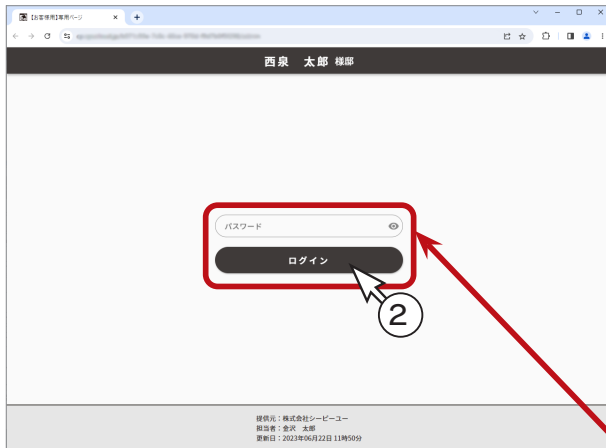 【お客様用】専用ページ
西泉　太郎 様邸
パスワード
ログイン
②
提供元：株式会社シーピーユー
担当者：金沢　太郎
更新日：2023年06月22日 11時50分